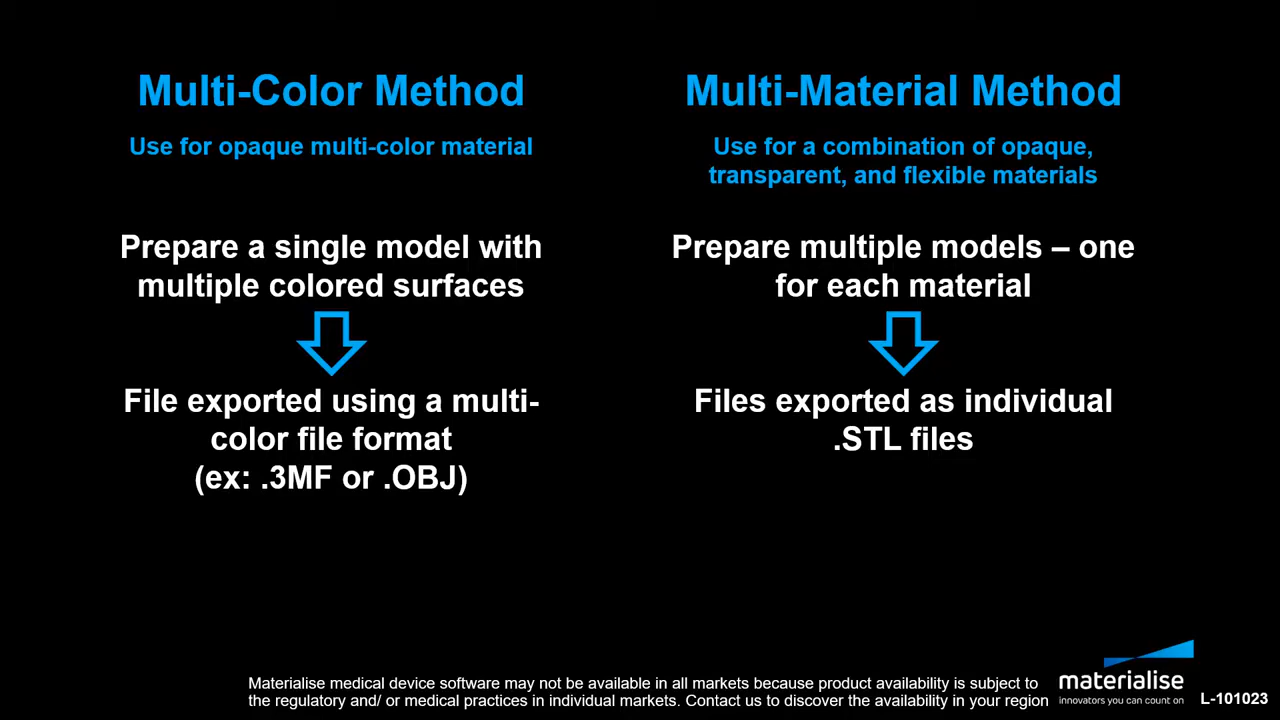 Multi-Color Method
Use for opaque multi-color material
Prepare a single model with
multiple colored surfaces
File exported using a multi-
color file format
(ex: .3MF or .OBJ)
Multi-Material Method
Use for a combination of opaque,
transparent, and flexible materials
Prepare multiple models – one
for each material
Files exported as individual
.STL files
Materialise medical device software may not be available in all markets because product availability is subject to
the regulatory and/ or medical practices in individual markets. Contact us to discover the availability in your region
materialise
innovators you can count on
L-101023